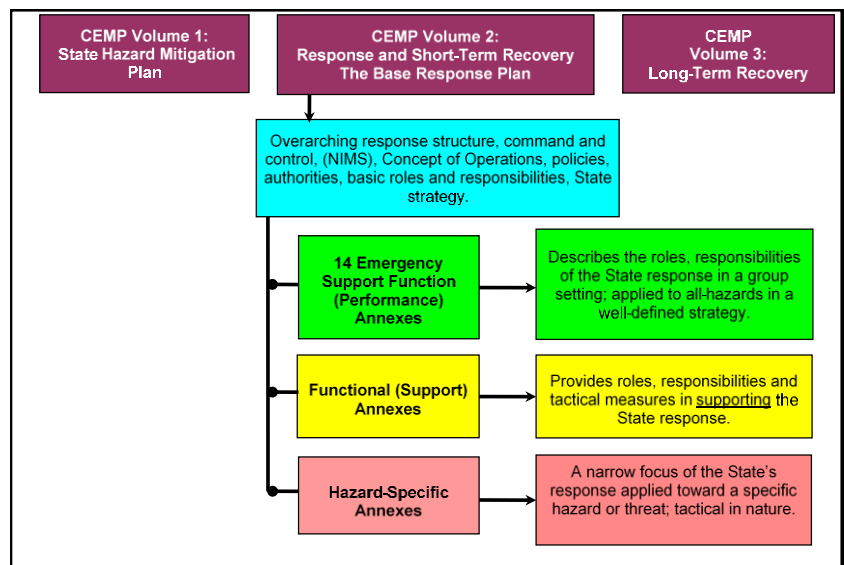 CEMP Volume 1:
State Hazard Mitigation
Plan
CEMP Volume 2:
Response and Short-Term Recovery
The Base Response Plan
CEMP
Volume 3:
Long-Term Recovery
Overarching response structure, command and
control, (NIMS), Concept of Operations, policies,
authorities, basic roles and responsibilities, State
strategy.
14 Emergency
Support Function
(Performance)
Annexes
Describes the roles, responsibilities
of the State response in a group
setting; applied to all-hazards in a
well-defined strategy.
Functional (Support)
Annexes
Provides roles, responsibilities and
tactical measures in supporting the
State response.
Hazard-Specific
Annexes
A narrow focus of the State's
response applied toward a specific
hazard or threat; tactical in nature.